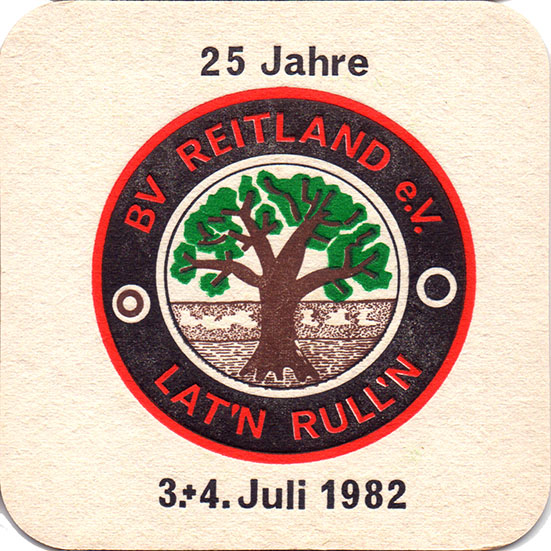 25 Jahre
BV REITLAND e.V.
LAT'N RULL'N
3.+4. Juli 1982